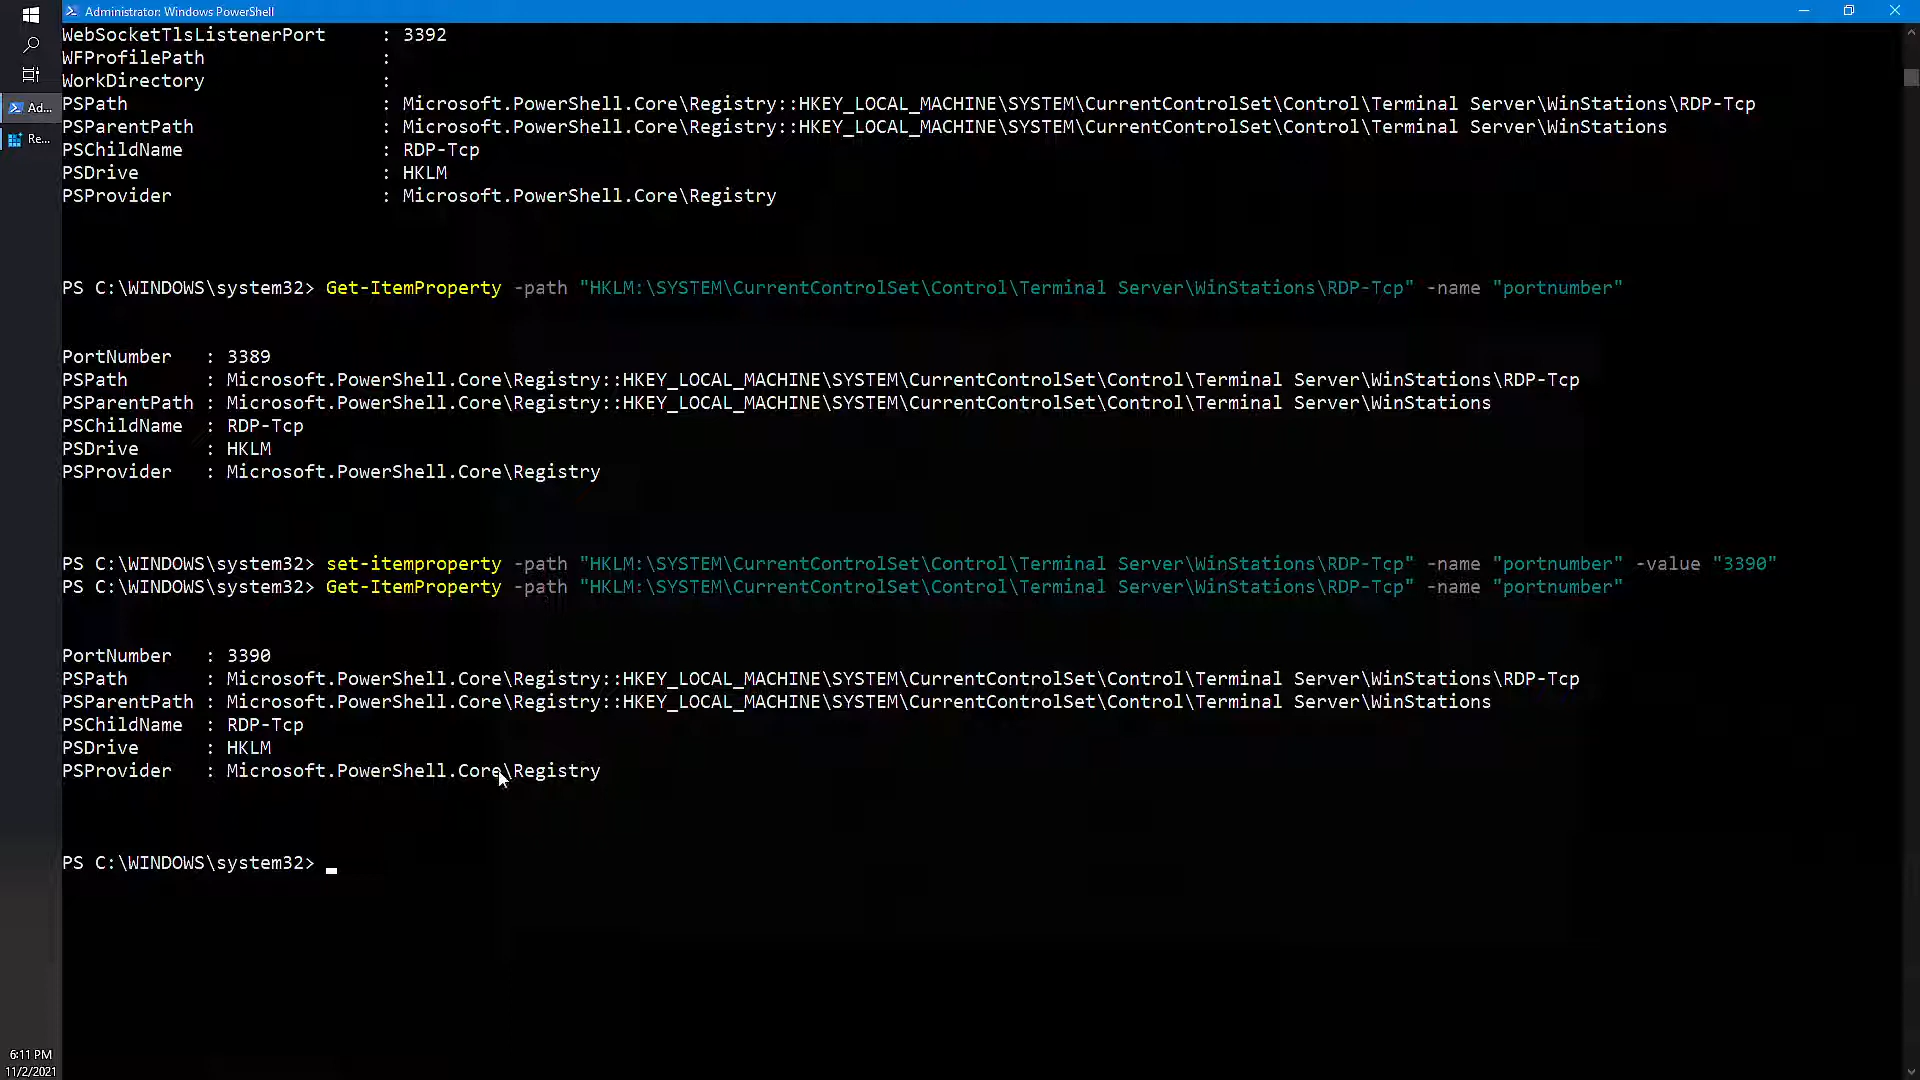 Administrator: Windows PowerShell
WebSocketTlsListenerPort : 3392
WFProfilePath :
WorkDirectory :
PSPath : Microsoft.PowerShell.Core\Registry::HKEY_LOCAL_MACHINE\SYSTEM\CurrentControlSet\Control\Terminal Server\WinStations\RDP-Tcp
PSParentPath : Microsoft.PowerShell.Core\Registry::HKEY_LOCAL_MACHINE\SYSTEM\CurrentControlSet\Control\Terminal Server\WinStations
PSChildName : RDP-Tcp
PSDrive : HKLM
PSProvider : Microsoft.PowerShell.Core\Registry
PS C:\WINDOWS\system32> Get-ItemProperty -path "HKLM:\SYSTEM\CurrentControlSet\Control\Terminal Server\WinStations\RDP-Tcp" -name "portnumber"
PortNumber : 3389
PSPath : Microsoft.PowerShell.Core\Registry::HKEY_LOCAL_MACHINE\SYSTEM\CurrentControlSet\Control\Terminal Server\WinStations\RDP-Tcp
PSParentPath : Microsoft.PowerShell.Core\Registry::HKEY_LOCAL_MACHINE\SYSTEM\CurrentControlSet\Control\Terminal Server\WinStations
PSChildName : RDP-Tcp
PSDrive : HKLM
PSProvider : Microsoft.PowerShell.Core\Registry
PS C:\WINDOWS\system32> set-itemproperty -path "HKLM:\SYSTEM\CurrentControlSet\Control\Terminal Server\WinStations\RDP-Tcp" -name "portnumber" -value "3390"
PS C:\WINDOWS\system32> Get-ItemProperty -path "HKLM:\SYSTEM\CurrentControlSet\Control\Terminal Server\WinStations\RDP-Tcp" -name "portnumber"
PortNumber : 3390
PSPath : Microsoft.PowerShell.Core\Registry::HKEY_LOCAL_MACHINE\SYSTEM\CurrentControlSet\Control\Terminal Server\WinStations\RDP-Tcp
PSParentPath : Microsoft.PowerShell.Core\Registry::HKEY_LOCAL_MACHINE\SYSTEM\CurrentControlSet\Control\Terminal Server\WinStations
PSChildName : RDP-Tcp
PSDrive : HKLM
PSProvider : Microsoft.PowerShell.Core\Registry
PS C:\WINDOWS\system32>
Ad...
Re...
6:11 PM
11/2/2021